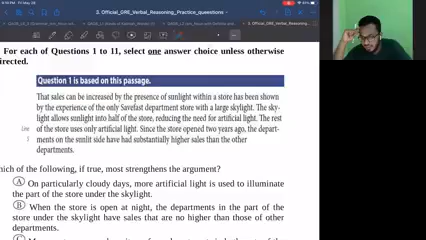 Fri May 28
2. Official_GRE_Verbal_Reasoning_Practice_queestions
For each of Questions 1 to 11, select one answer choice unless otherwise
irected.
Question 1 is based on this passage.
That sales can be increased by the presence of sunlight within a store has been shown
by the experience of the only Savefast department store with a large skylight. The sky-
light allows sunlight into half of the store, reducing the need for artificial light. The rest
of the store uses only artificial light. Since the store opened two years ago, the depart-
ments on the sunlit side have had substantially higher sales than the other
departments.
Line
5
hich of the following, if true, most strengthens the argument?
A On particularly cloudy days, more artificial light is used to illuminate
the part of the store under the skylight.
B When the store is open at night, the departments in the part of the
store under the skylight have sales that are no higher than those of other
departments.